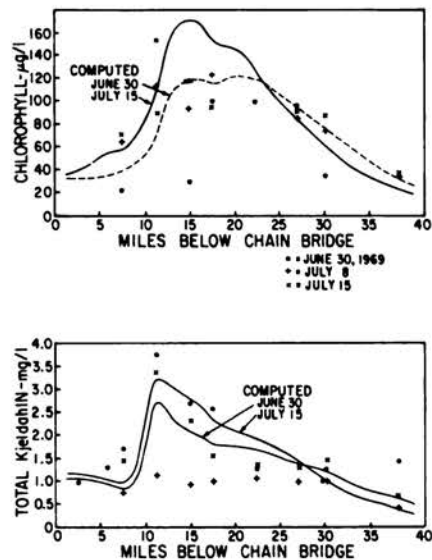 CHLOROPHYLL-µg/l
160
140
120
100
80
60
40
20
COMPUTED
JUNE 30
JULY 15
0 5 10 15 20 25 30 35 40
MILES BELOW CHAIN BRIDGE
JUNE 30, 1969
JULY 8
JULY 15
TOTAL KjeldahlN-mg/l
4.0
3.5
3.0
2.5
2.0
1.5
1.0
0.5
0
COMPUTED
JUNE 30
JULY 15
0 5 10 15 20 25 30 35 40
MILES BELOW CHAIN BRIDGE